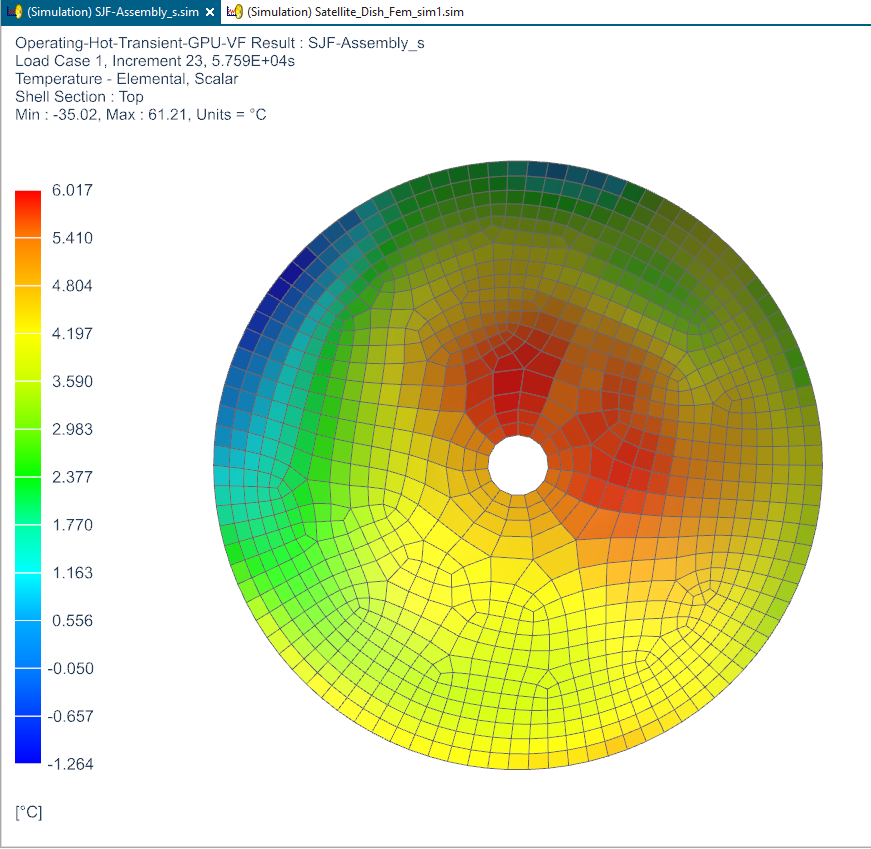 (Simulation) SJF-Assembly_s.sim
(Simulation) Satellite_Dish_Fem_sim1.sim
Operating-Hot-Transient-GPU-VF Result : SJF-Assembly_s
Load Case 1, Increment 23, 5.759E+04s
Temperature - Elemental, Scalar
Shell Section : Top
Min : -35.02, Max : 61.21, Units = °C
6.017
5.410
4.804
4.197
3.590
2.983
2.377
1.770
1.163
0.556
-0.050
-0.657
-1.264
[°C]